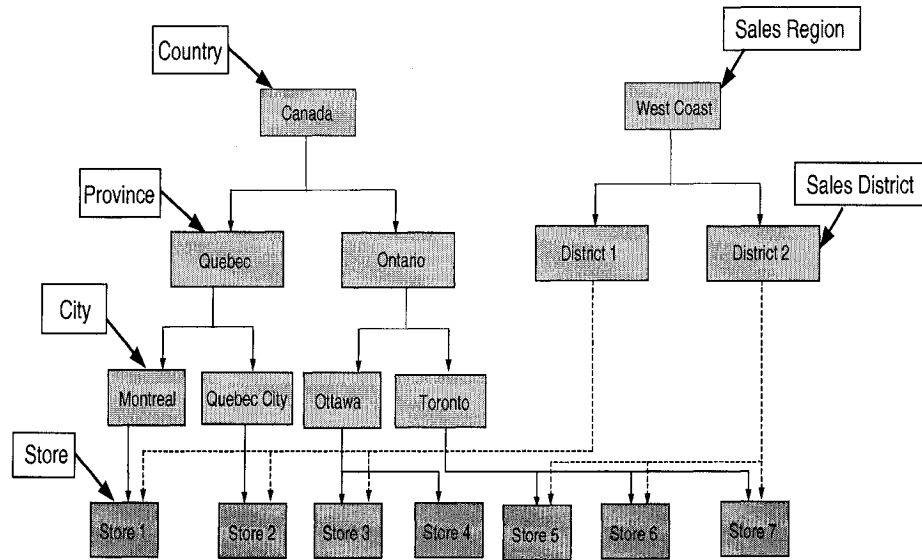 Country
Sales Region
Canada
West Coast
Province
Sales District
Quebec
Ontario
District 1
District 2
City
Montreal
Quebec City
Ottawa
Toronto
Store
Store 1
Store 2
Store 3
Store 4
Store 5
Store 6
Store 7